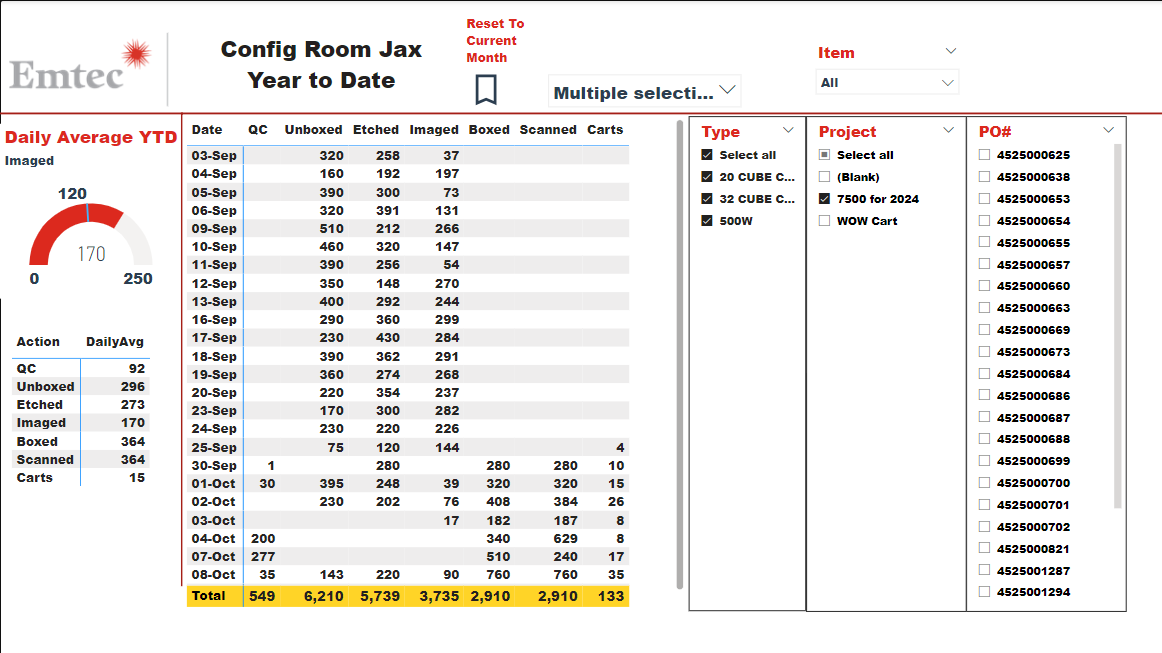 Emtec
Config Room Jax
Year to Date
Reset To
Current
Month
Multiple selecti...
Item
All
Daily Average YTD
Imaged
120
170
0 250
Action DailyAvg
QC 92
Unboxed 296
Etched 273
Imaged 170
Boxed 364
Scanned 364
Carts 15
Date QC Unboxed Etched Imaged Boxed Scanned Carts
03-Sep 320 258 37
04-Sep 160 192 197
05-Sep 390 300 73
06-Sep 320 391 131
09-Sep 510 212 266
10-Sep 460 320 147
11-Sep 390 256 54
12-Sep 350 148 270
13-Sep 400 292 244
16-Sep 290 360 299
17-Sep 230 430 284
18-Sep 390 362 291
19-Sep 360 274 268
20-Sep 220 354 237
23-Sep 170 300 282
24-Sep 230 220 226
25-Sep 75 120 144 4
30-Sep 1 280 280 280 10
01-Oct 30 395 248 39 320 320 15
02-Oct 230 202 76 408 384 26
03-Oct 17 182 187 8
04-Oct 200 340 629 8
07-Oct 277 510 240 17
08-Oct 35 143 220 90 760 760 35
Total 549 6,210 5,739 3,735 2,910 2,910 133
Type
Select all
20 CUBE C...
32 CUBE C...
500W
Project
Select all
(Blank)
7500 for 2024
WOW Cart
PO#
4525000625
4525000638
4525000653
4525000654
4525000655
4525000657
4525000660
4525000663
4525000669
4525000673
4525000684
4525000686
4525000687
4525000688
4525000699
4525000700
4525000701
4525000702
4525000821
4525001287
4525001294